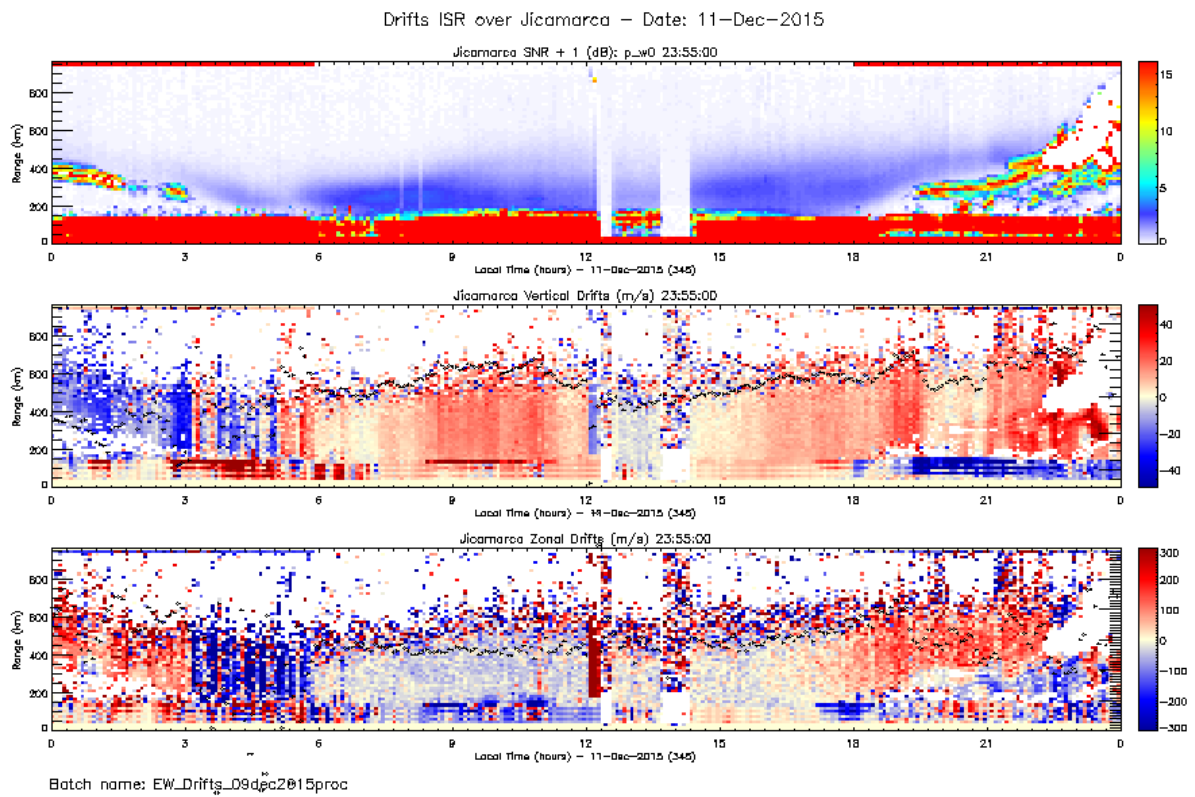 Drifts ISR over Jicamarca - Date: 11-Dec-2015
Jicamarca SNR + 1 (dB): p_w0 23:55:00
Range (km)
800
600
400
200
0
0 3 6 9 12 15 18 21 0
Local Time (hours) - 11-Dec-2015 (345)
15
10
5
0
Jicamarca Vertical Drifts (m/s) 23:55:00
Range (km)
800
600
400
200
0
0 3 6 9 12 15 18 21 0
Local Time (hours) - 11-Dec-2015 (345)
40
20
0
-20
-40
Jicamarca Zonal Drifts (m/s) 23:55:00
Range (km)
800
600
400
200
0
0 3 6 9 12 15 18 21 0
Local Time (hours) - 11-Dec-2015 (345)
300
200
100
0
-100
-200
-300
Batch name: EW_Drifts_09dec2015proc